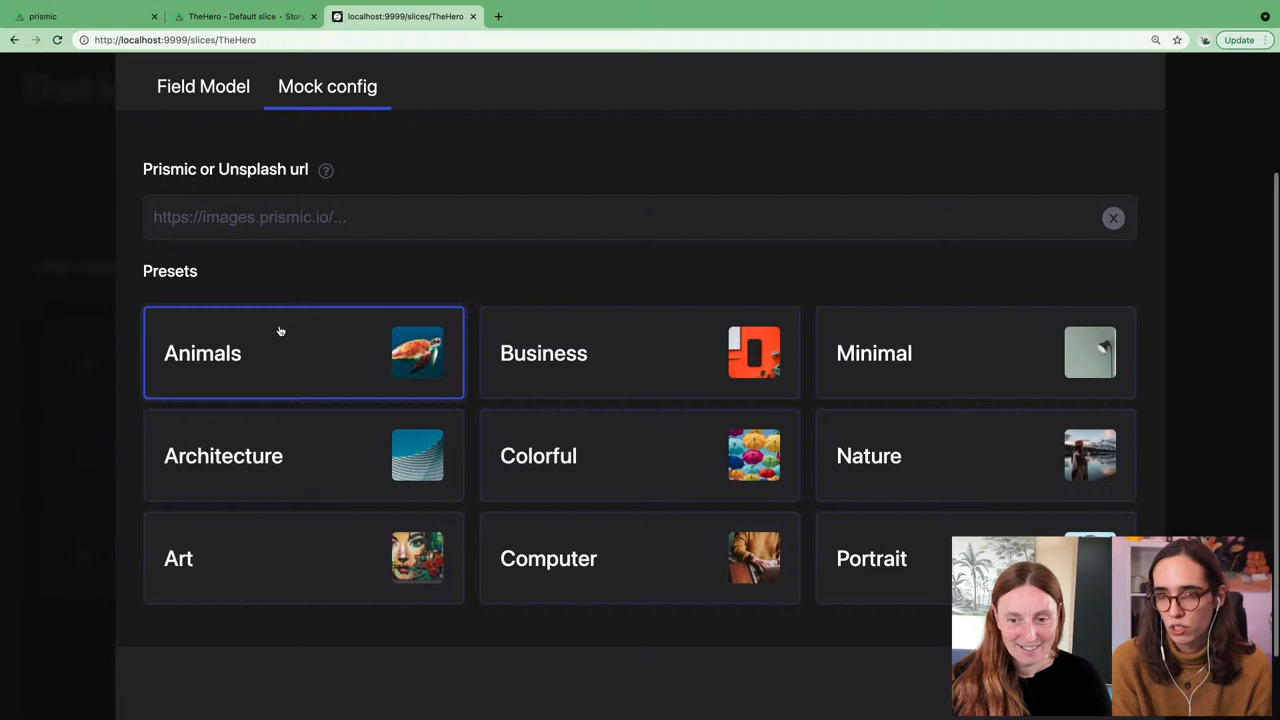 prismic
TheHero - Default slice · Story
localhost:9999/slices/TheHero
http://localhost:9999/slices/TheHero
Update
Field Model
Mock config
Prismic or Unsplash url
https://images.prismic.io/...
Presets
Animals
Business
Minimal
Architecture
Colorful
Nature
Art
Computer
Portrait